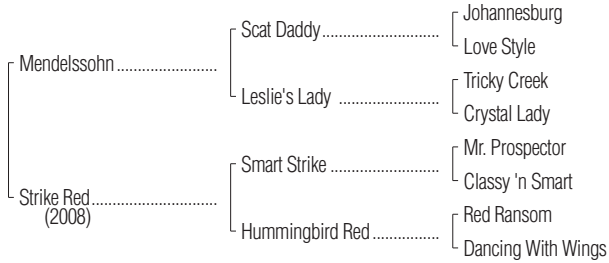 Johannesburg
Scat Daddy
Love Style
Mendelssohn
Tricky Creek
Leslie's Lady
Crystal Lady
Mr. Prospector
Smart Strike
Classy 'n Smart
Strike Red
(2008)
Red Ransom
Hummingbird Red
Dancing With Wings